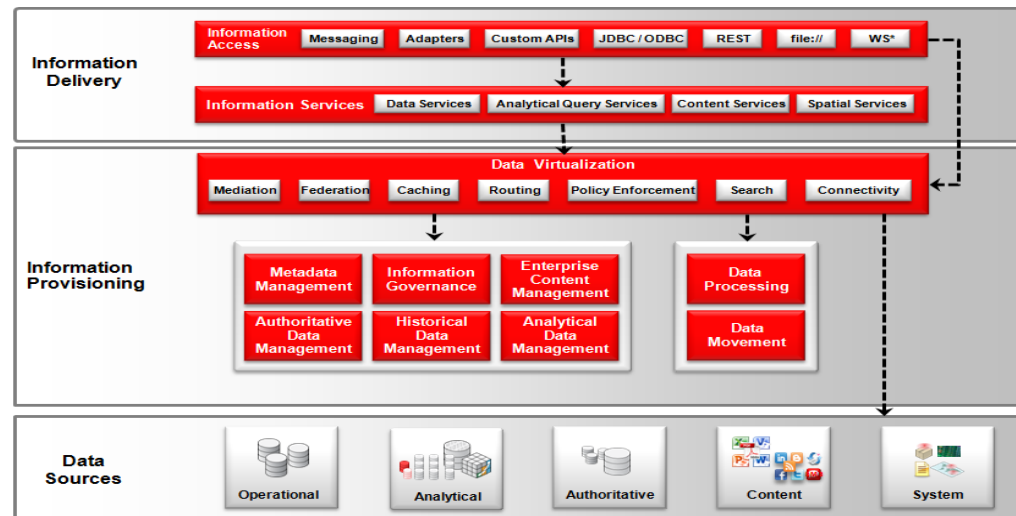 Information
Access
Messaging
Adapters
Custom APIs
JDBC / ODBC
REST
file://
WS*
Information
Delivery
Information Services
Data Services
Analytical Query Services
Content Services
Spatial Services
Data Virtualization
Mediation
Federation
Caching
Routing
Policy Enforcement
Search
Connectivity
Information
Provisioning
Metadata
Management
Information
Governance
Enterprise
Content
Management
Data
Processing
Authoritative
Data
Management
Historical
Data
Management
Analytical
Data
Management
Data
Movement
Data
Sources
Operational
Analytical
Authoritative
Content
System